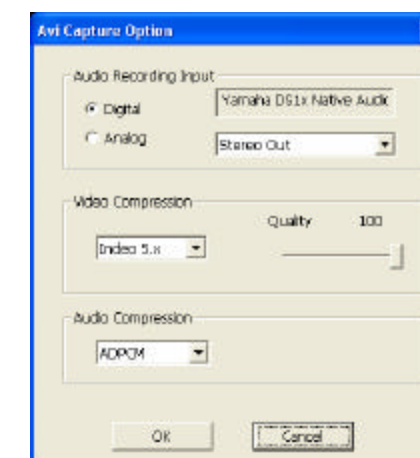 Avi Capture Option
Audio Recording Input
Digital
Yamaha DS1x Native Audic
Analog
Stereo Out
Video Compression
Quality 100
Indeo 5.x
Audio Compression
ADPCM
OK Cancel